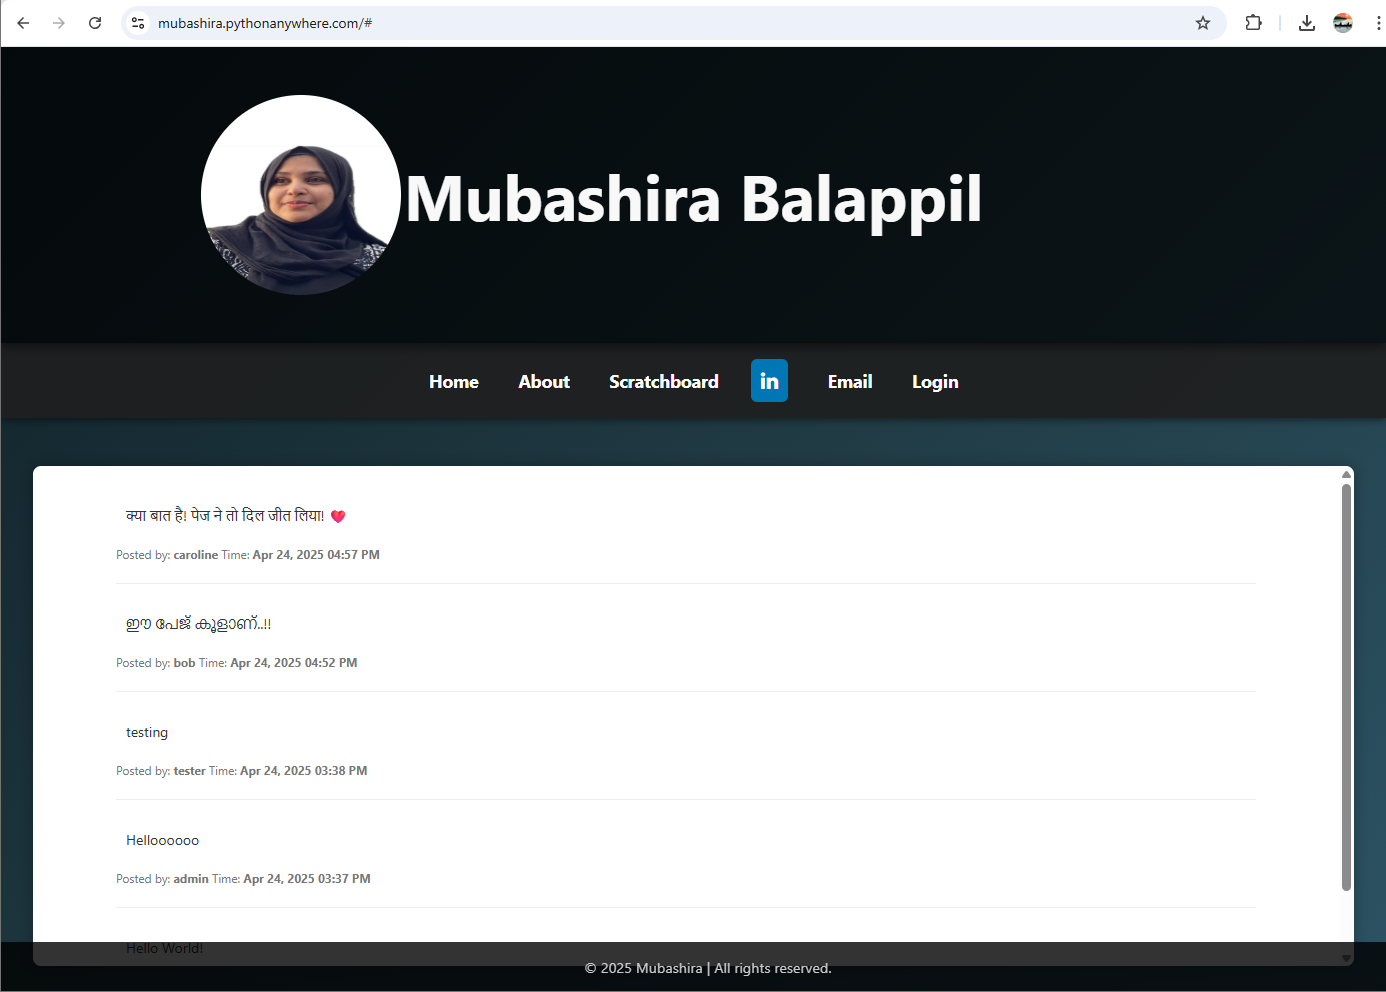 mubashira.pythonanywhere.com/#
Mubashira Balappil
Home About Scratchboard in Email Login
क्या बात है! पेज ने तो दिल जीत लिया! ❤️
Posted by: caroline Time: Apr 24, 2025 04:57 PM
ഈ പേജ് കൂളാണ്..!!
Posted by: bob Time: Apr 24, 2025 04:52 PM
testing
Posted by: tester Time: Apr 24, 2025 03:38 PM
Helloooooo
Posted by: admin Time: Apr 24, 2025 03:37 PM
Hello World!
© 2025 Mubashira | All rights reserved.